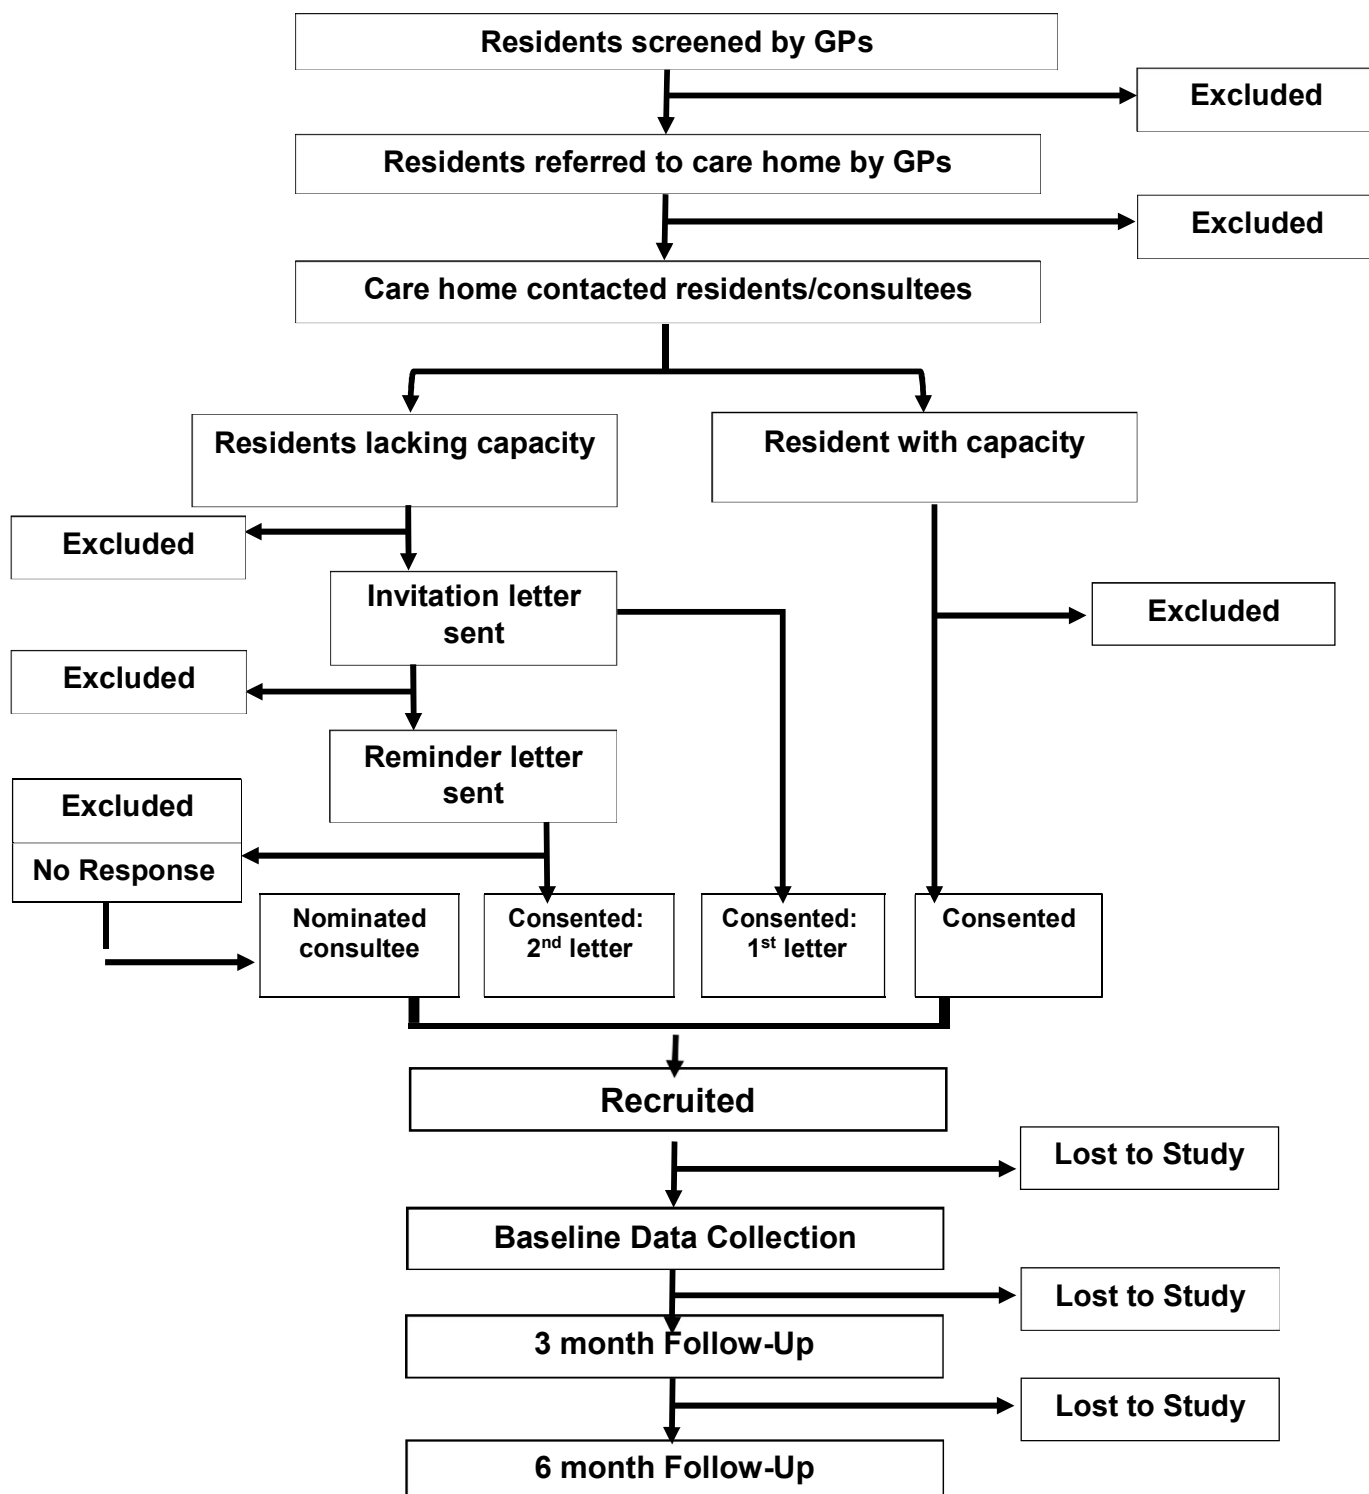 Residents screened by GPs
Excluded
Residents referred to care home by GPs
Excluded
Care home contacted residents/consultees
Residents lacking capacity
Resident with capacity
Excluded
Invitation letter
sent
Excluded
Excluded
Reminder letter
sent
Excluded
No Response
Nominated
consultee
Consented:
2nd letter
Consented:
1st letter
Consented
Recruited
Lost to Study
Baseline Data Collection
Lost to Study
3 month Follow-Up
Lost to Study
6 month Follow-Up